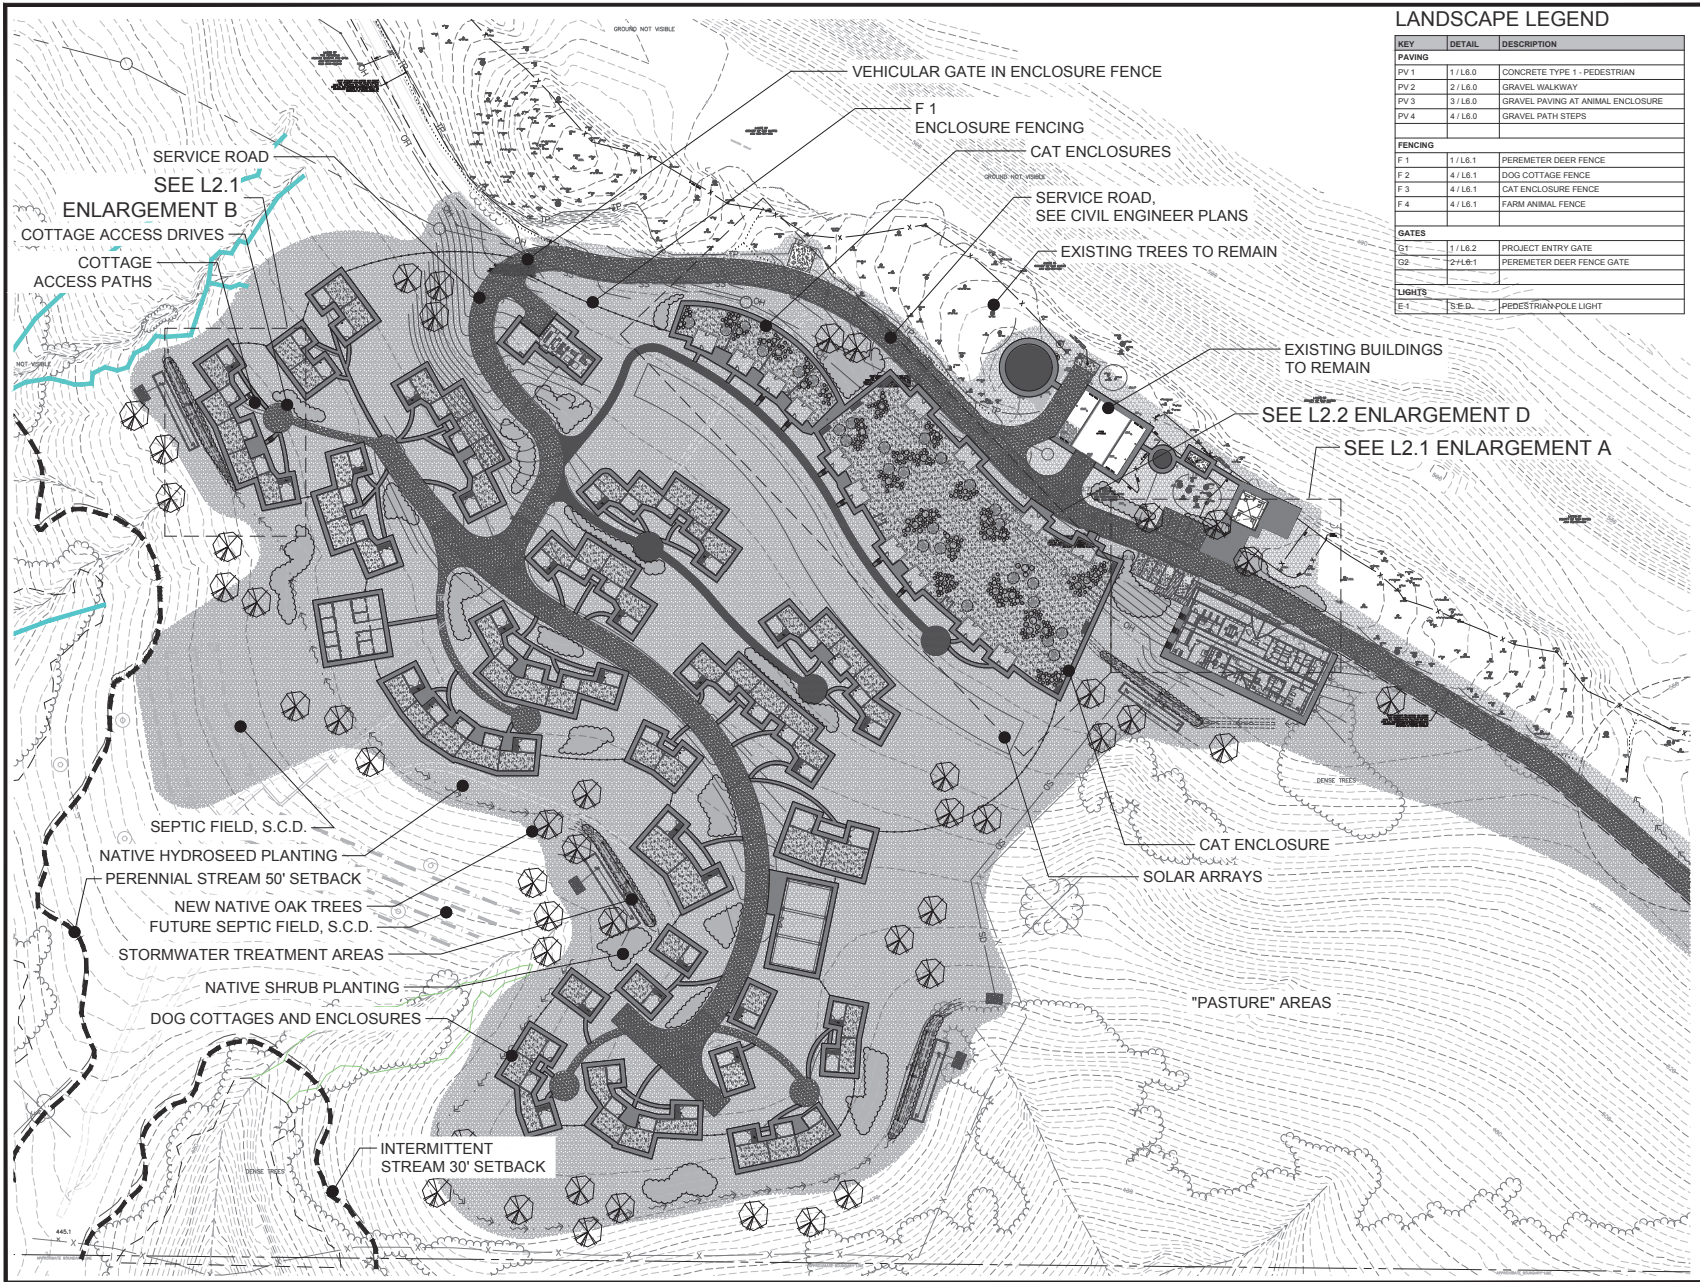 LANDSCAPE LEGEND
KEY DETAIL DESCRIPTION
PAVING
PV 1 1 / L6.0 CONCRETE TYPE 1 - PEDESTRIAN
PV 2 2 / L6.0 GRAVEL WALKWAY
PV 3 3 / L6.0 GRAVEL PAVING AT ANIMAL ENCLOSURE
PV 4 4 / L6.0 GRAVEL PATH STEPS
FENCING
F 1 1 / L6.1 PEREMETER DEER FENCE
F 2 4 / L6.1 DOG COTTAGE FENCE
F 3 4 / L6.1 CAT ENCLOSURE FENCE
F 4 4 / L6.1 FARM ANIMAL FENCE
GATES
G1 1 / L6.2 PROJECT ENTRY GATE
G2 2 / L6.1 PEREMETER DEER FENCE GATE
LIGHTS
E 1 S.E.D. PEDESTRIAN POLE LIGHT
GROUND NOT VISIBLE
VEHICULAR GATE IN ENCLOSURE FENCE
F 1
ENCLOSURE FENCING
CAT ENCLOSURES
GROUND NOT VISIBLE
SERVICE ROAD,
SEE CIVIL ENGINEER PLANS
EXISTING TREES TO REMAIN
EXISTING BUILDINGS
TO REMAIN
SEE L2.2 ENLARGEMENT D
SEE L2.1 ENLARGEMENT A
SERVICE ROAD
SEE L2.1
ENLARGEMENT B
COTTAGE ACCESS DRIVES
COTTAGE
ACCESS PATHS
NOT VISIBLE
DENSE TREES
CAT ENCLOSURE
SOLAR ARRAYS
SEPTIC FIELD, S.C.D.
NATIVE HYDROSEED PLANTING
PERENNIAL STREAM 50' SETBACK
NEW NATIVE OAK TREES
FUTURE SEPTIC FIELD, S.C.D.
STORMWATER TREATMENT AREAS
NATIVE SHRUB PLANTING
DOG COTTAGES AND ENCLOSURES
"PASTURE" AREAS
INTERMITTENT
STREAM 30' SETBACK
DENSE TREES
445.1